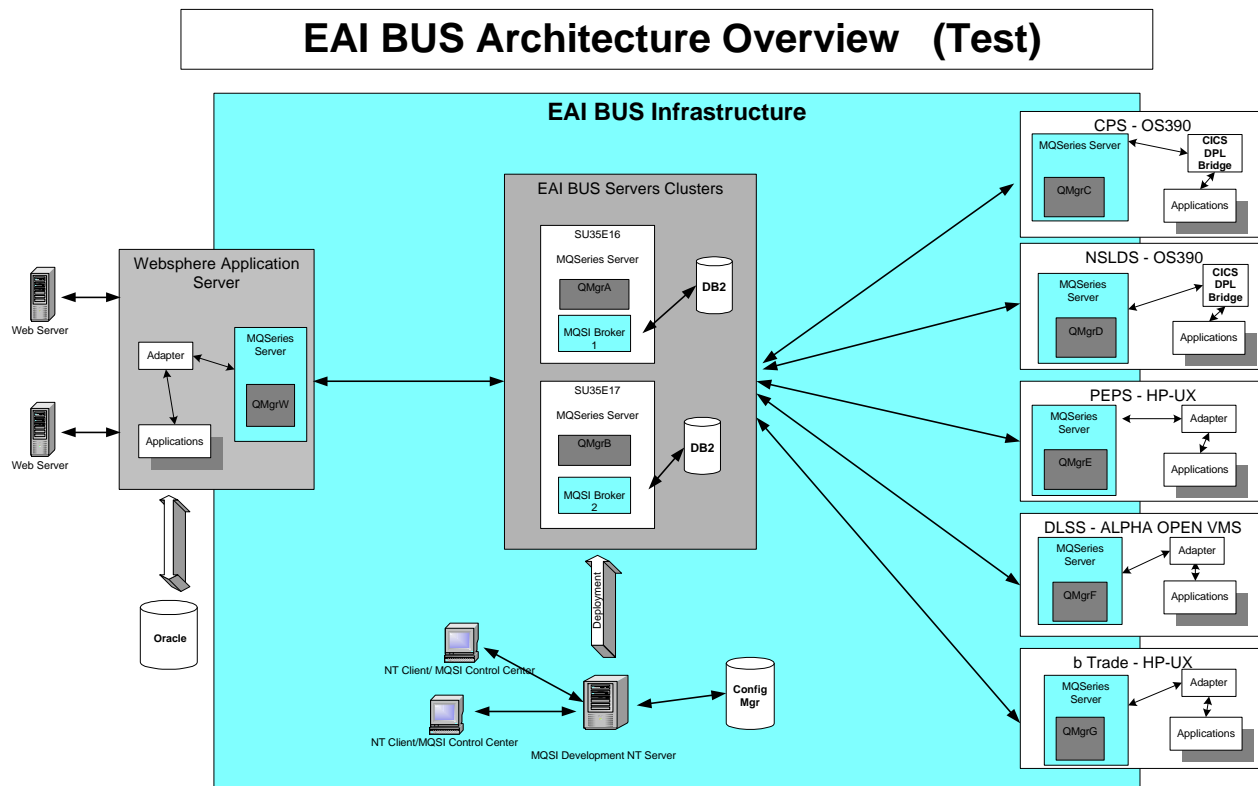 EAI BUS Architecture Overview (Test)
EAI BUS Infrastructure
Web Server
Web Server
Websphere Application
Server
Adapter
Applications
MQSeries
Server
QMgrW
Oracle
EAI BUS Servers Clusters
SU35E16
MQSeries Server
QMgrA
MQSI Broker
1
DB2
SU35E17
MQSeries Server
QMgrB
MQSI Broker
2
DB2
Deployment
NT Client/ MQSI Control Center
NT Client/MQSI Control Center
MQSI Development NT Server
Config
Mgr
CPS - OS390
MQSeries Server
QMgrC
CICS
DPL
Bridge
Applications
NSLDS - OS390
MQSeries
Server
QMgrD
CICS
DPL
Bridge
Applications
PEPS - HP-UX
MQSeries
Server
QMgrE
Adapter
Applications
DLSS - ALPHA OPEN VMS
MQSeries
Server
QMgrF
Adapter
Applications
b Trade - HP-UX
MQSeries
Server
QMgrG
Adapter
Applications